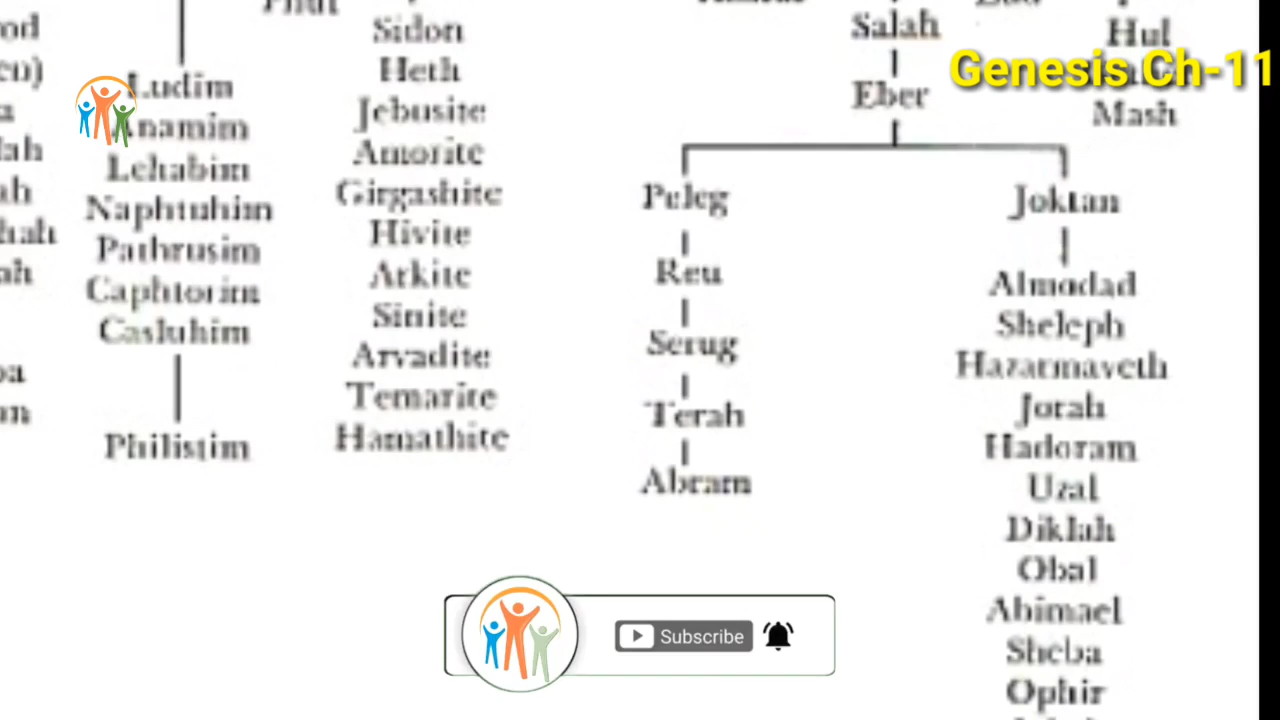 Sidon
Heth
Jebusite
Amorite
Girgashite
Hivite
Arkite
Sinite
Arvadite
Temarite
Hamathite
Ludim
Anamim
Lehabim
Naphtuhim
Pathrusim
Caphtorim
Casluhim
Philistim
Salah
Eber
Peleg
Reu
Serug
Terah
Abram
Joktan
Almodad
Sheleph
Hazarmaveth
Jorah
Hadoram
Uzal
Diklah
Obal
Abimael
Sheba
Ophir
Hul
Genesis Ch-11
Mash
Subscribe